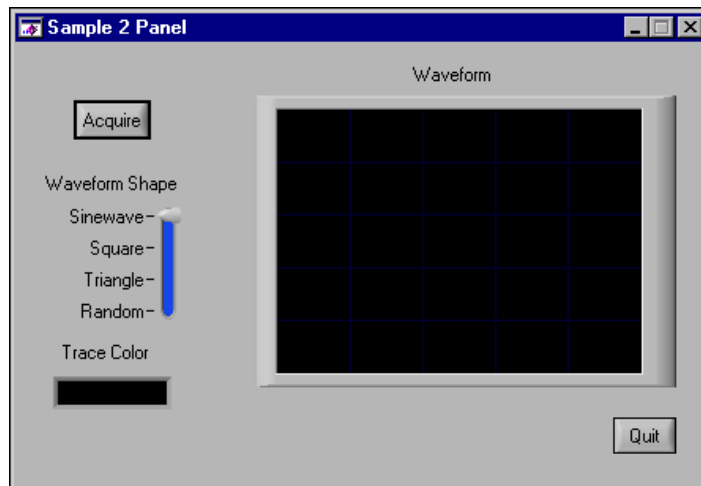 Sample 2 Panel
Waveform
Acquire
Waveform Shape
Sinewave
Square
Triangle
Random
Trace Color
Quit